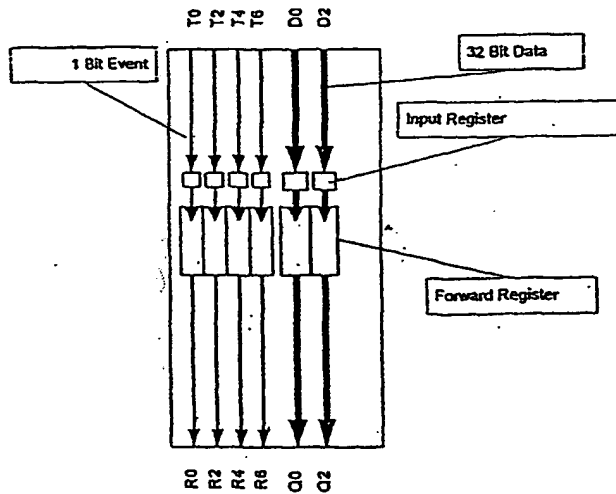 T0 T2 T4 T6 D0 D2
1 Bit Event
32 Bit Data
Input Register
Forward Register
R0 R2 R4 R6 Q0 Q2